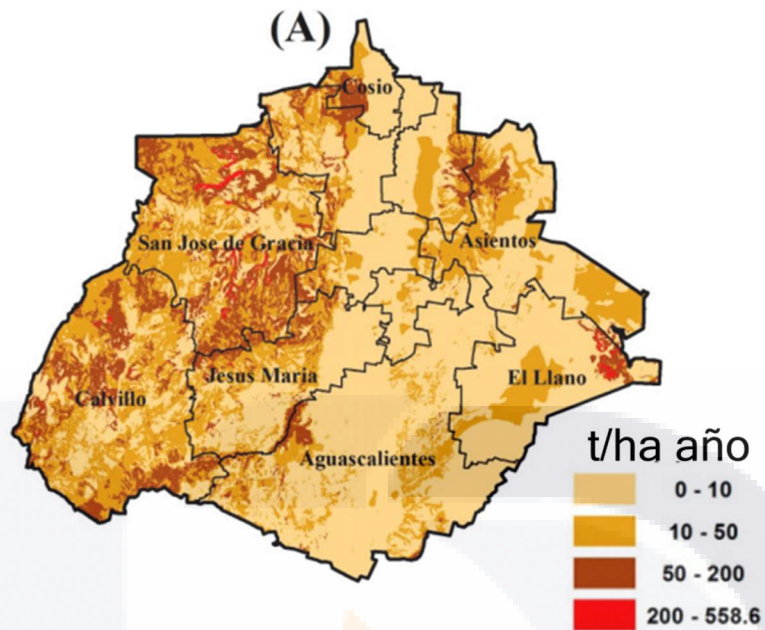 (A)
Cosio
San Jose de Gracia
Asientos
Jesus Maria
El Llano
Calvillo
Aguascalientes
t/ha año
0 - 10
10 - 50
50 - 200
200 - 558.6